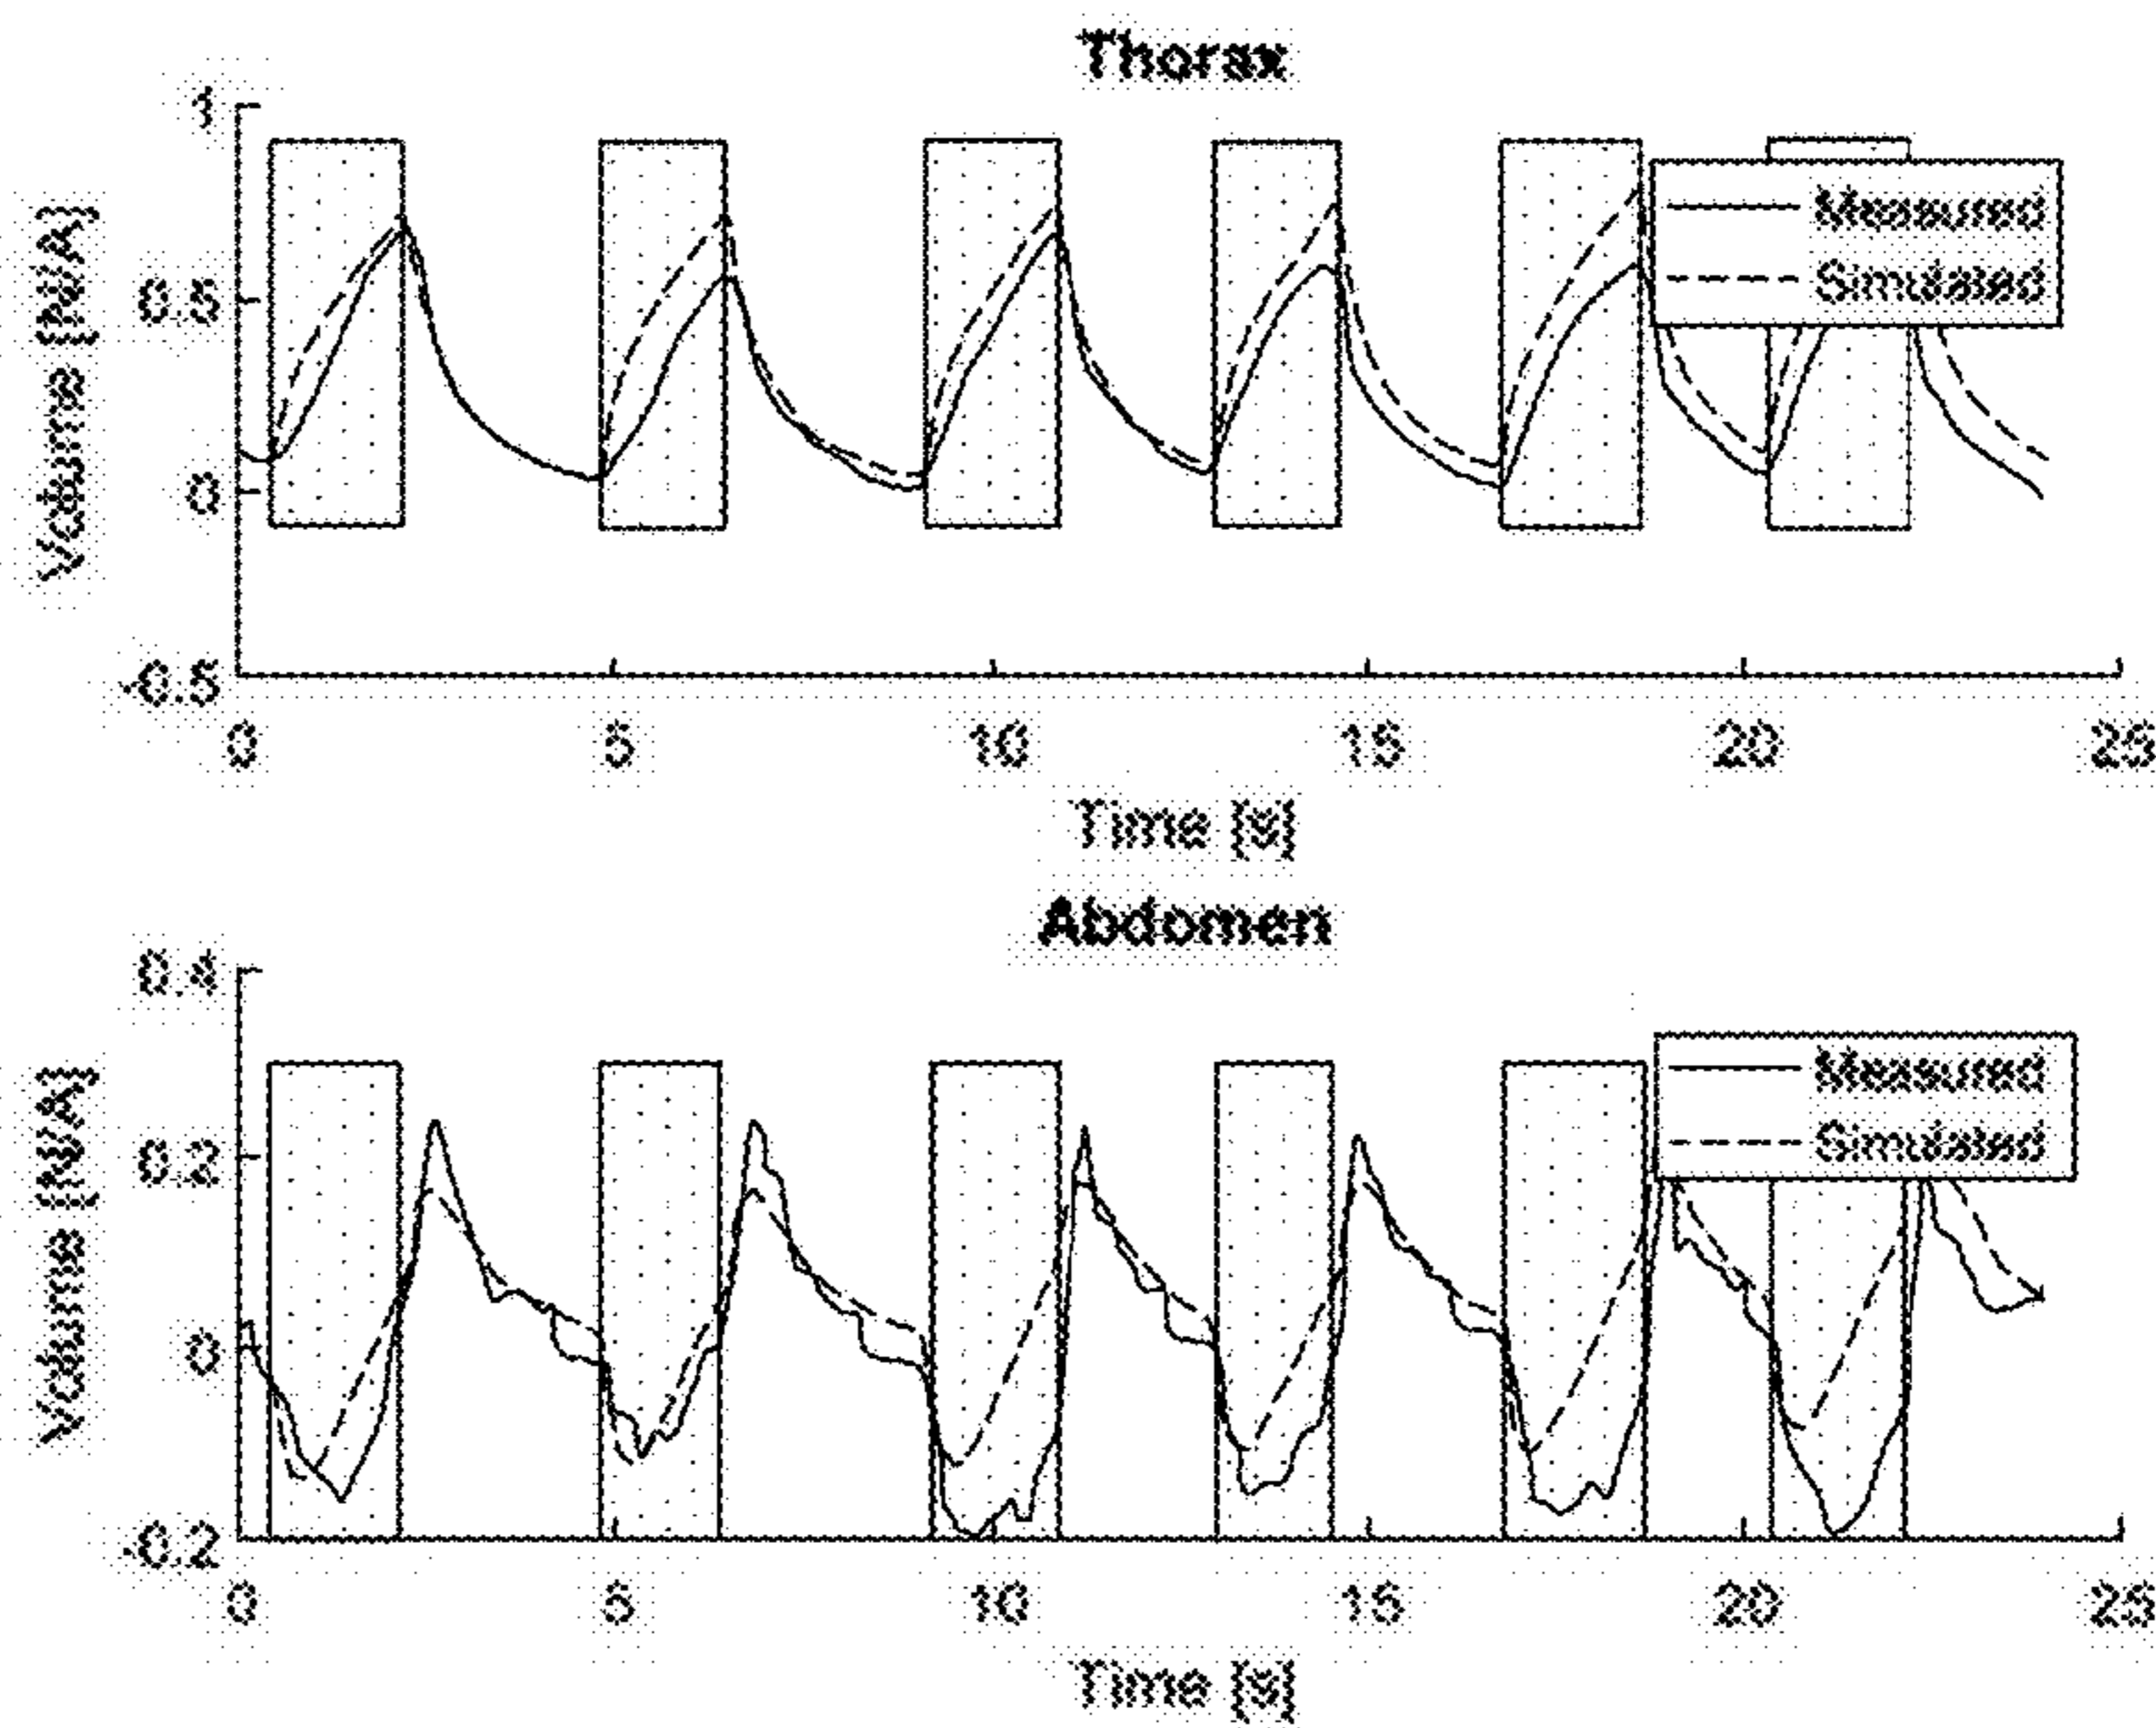 Thorax
1
0.5
0
-0.5
Volume [N/A]
0 5 10 15 20 25
Time [s]
Measured
Simulated
Abdomen
0.4
0.2
0
-0.2
Volume [N/A]
0 5 10 15 20 25
Time [s]
Measured
Simulated